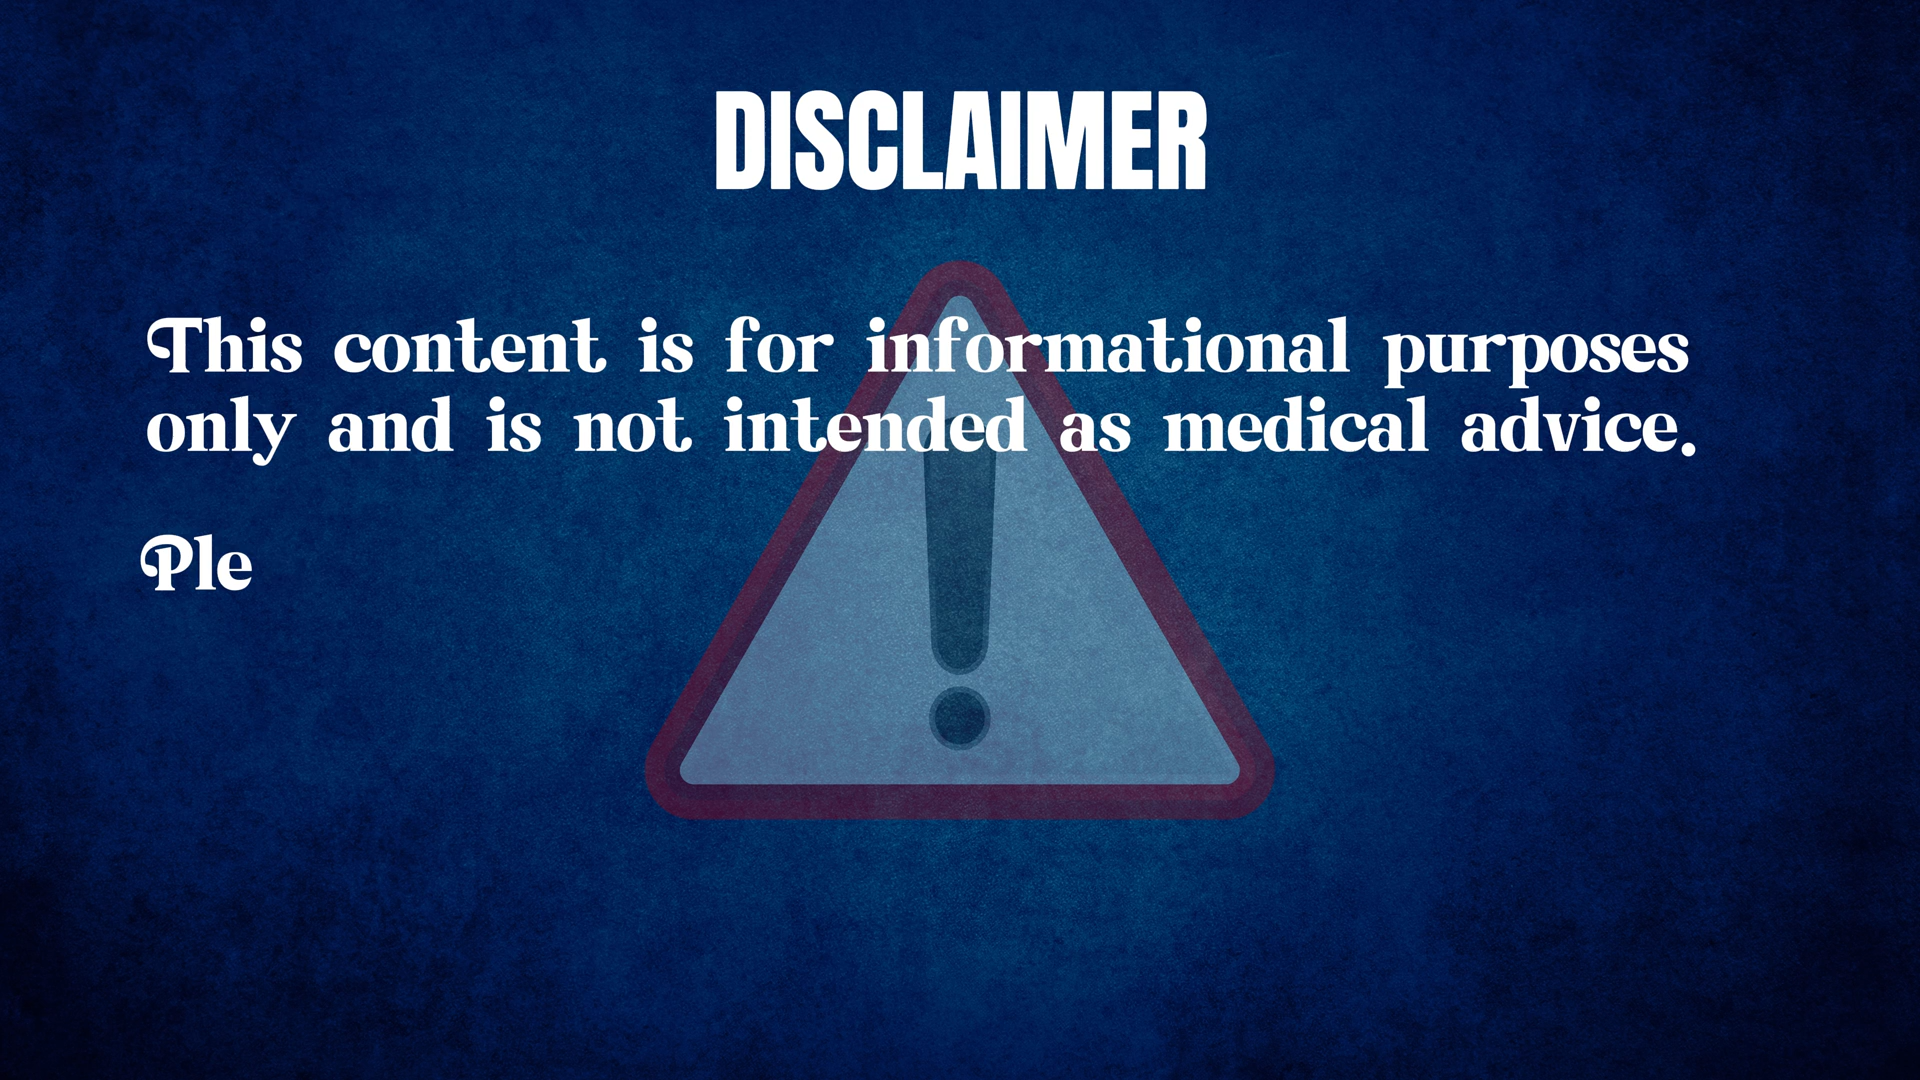 DISCLAIMER
This content is for informational purposes
only and is not intended as medical advice.
Ple